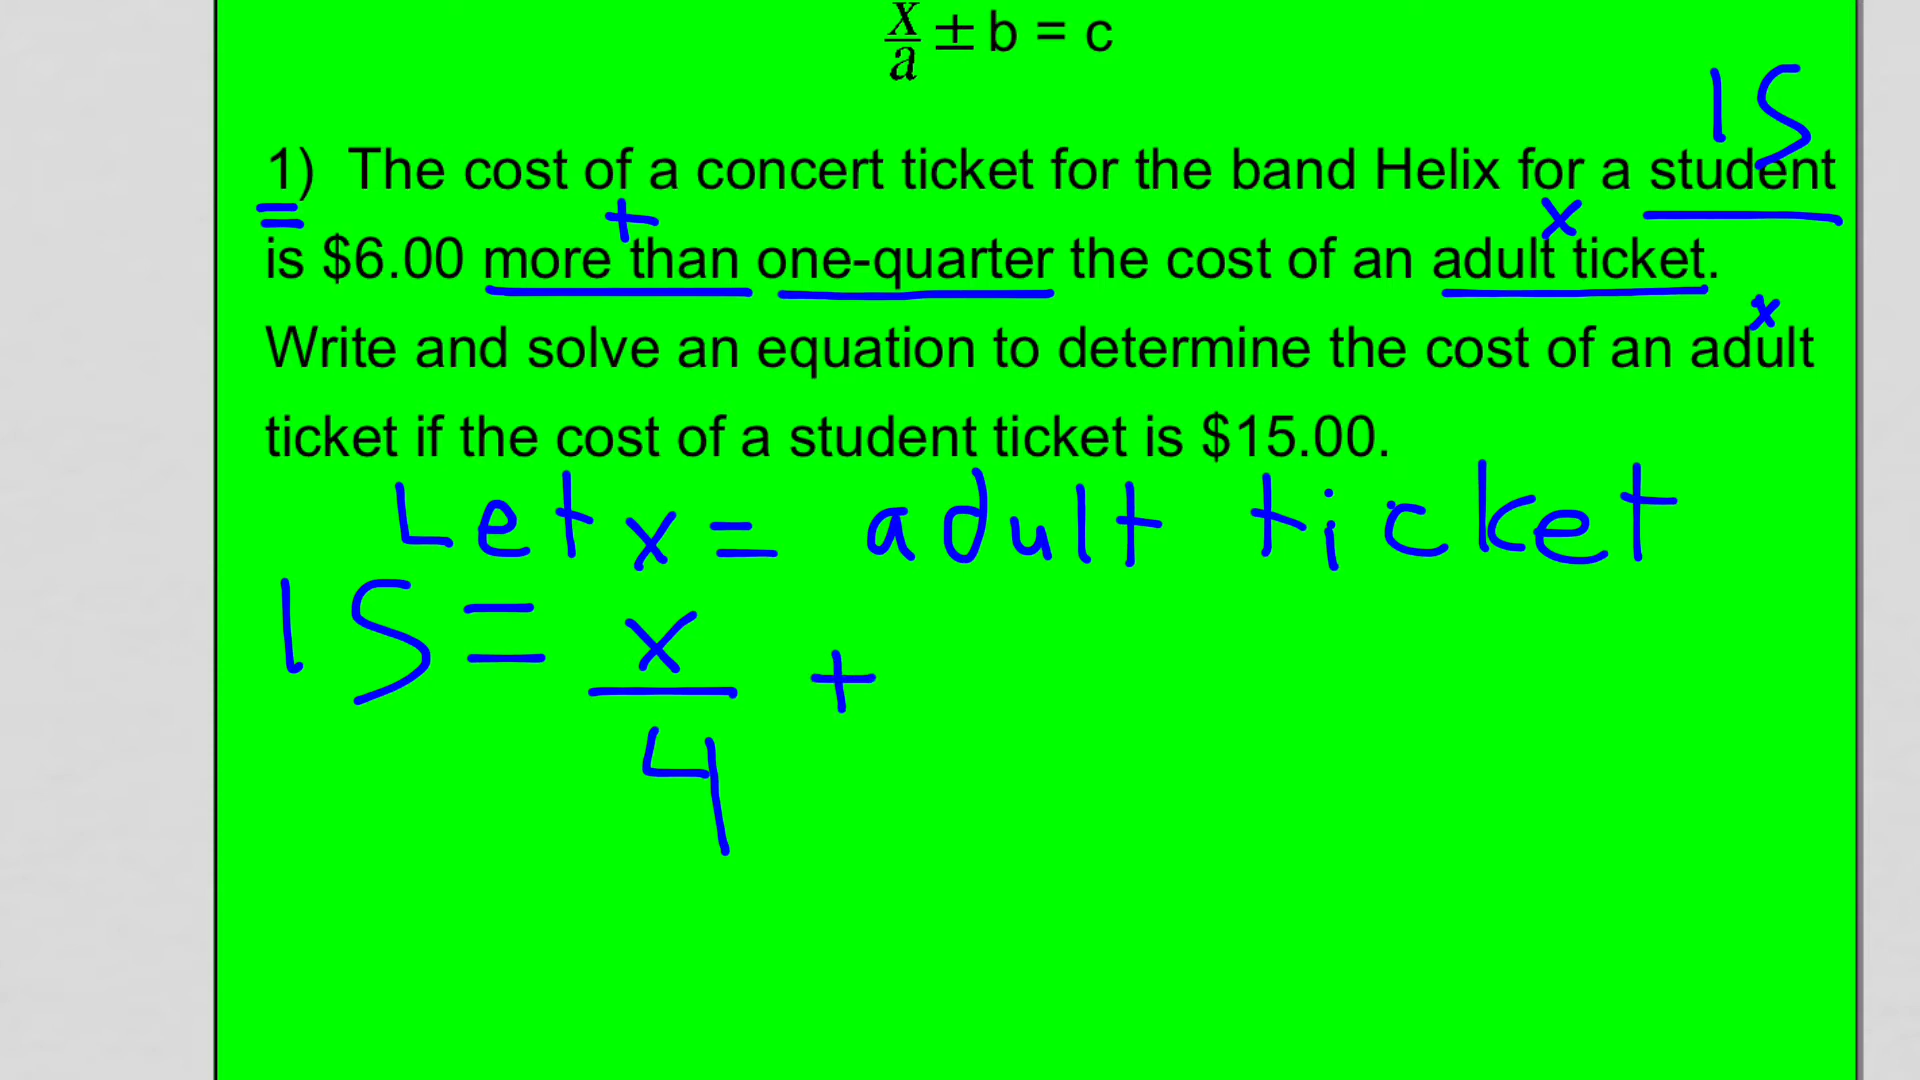 x/a ± b = c
15
1) The cost of a concert ticket for the band Helix for a student
= + x
is $6.00 more than one-quarter the cost of an adult ticket.
x
Write and solve an equation to determine the cost of an adult
ticket if the cost of a student ticket is $15.00.
Let x = adult ticket
15 = x/4 +